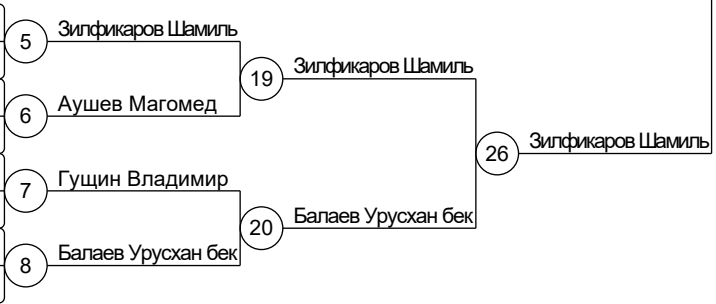 5 Зилфикаров Шамиль
19 Зилфикаров Шамиль
6 Аушев Магомед
26 Зилфикаров Шамиль
7 Гущин Владимир
20 Балаев Урусхан бек
8 Балаев Урусхан бек